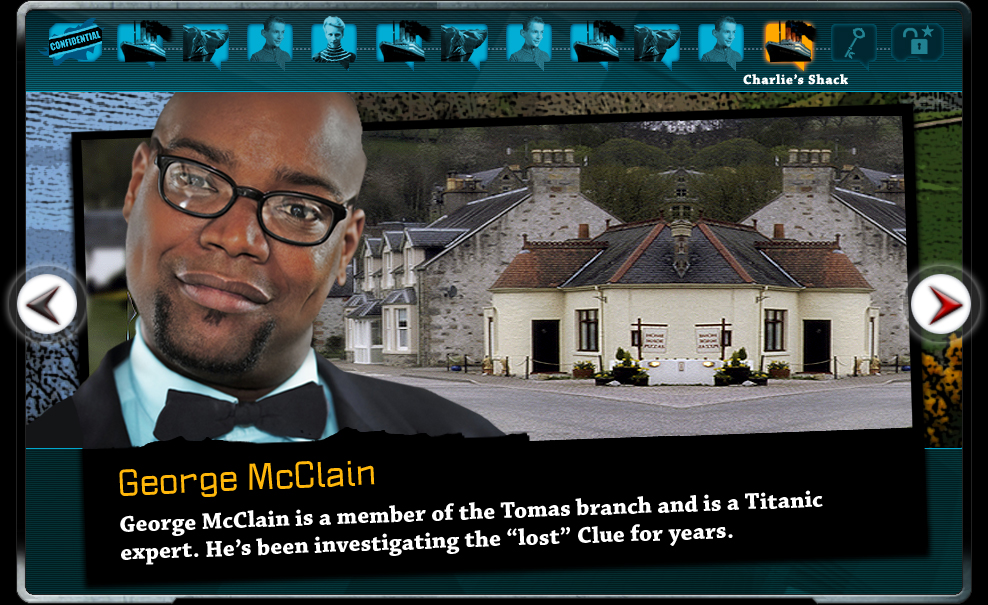 CONFIDENTIAL
Charlie's Shack
George McClain
George McClain is a member of the Tomas branch and is a Titanic
expert. He's been investigating the “lost” Clue for years.